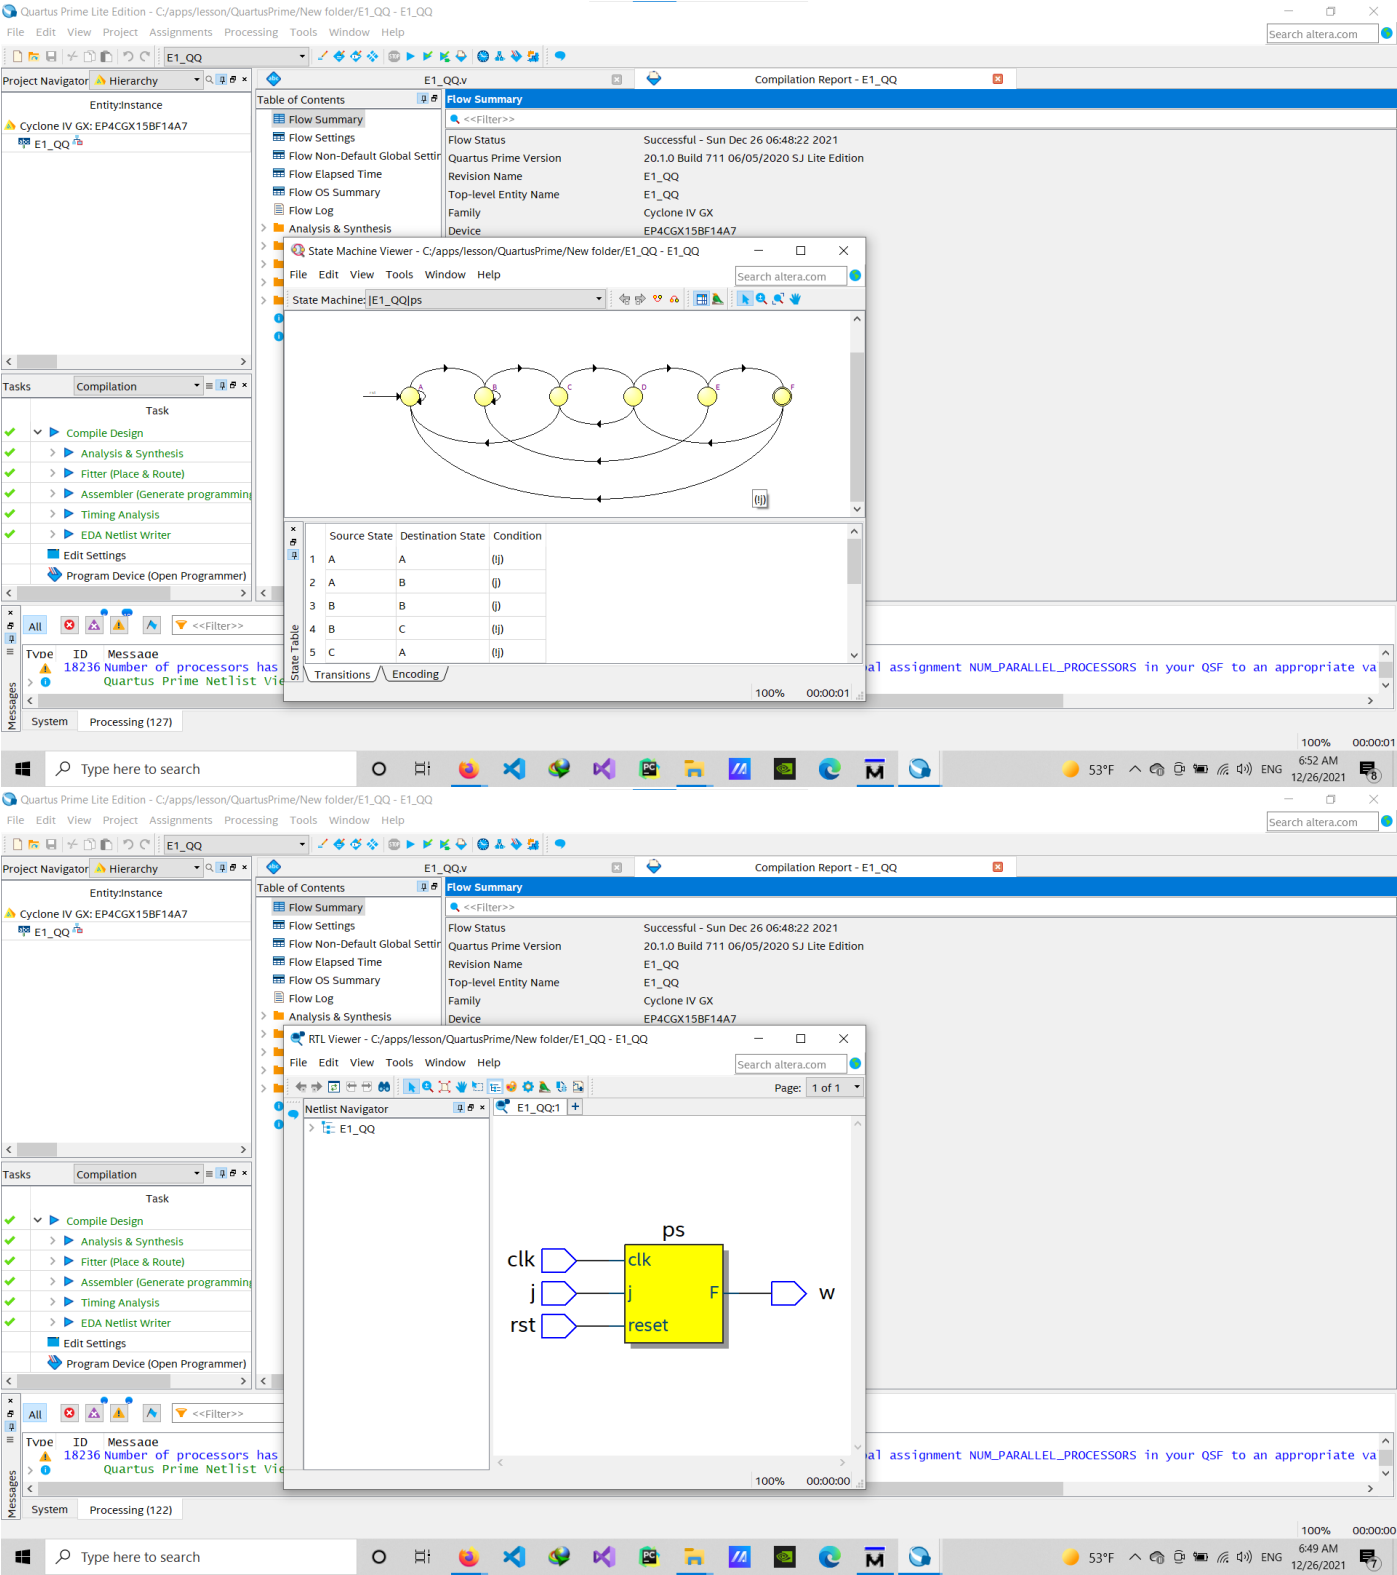 Quartus Prime Lite Edition - C:/apps/lesson/QuartusPrime/New folder/E1_QQ - E1_QQ
File Edit View Project Assignments Processing Tools Window Help
Search altera.com
E1_QQ
Project Navigator Hierarchy
E1_QQ.v
Compilation Report - E1_QQ
Entity:Instance
Cyclone IV GX: EP4CGX15BF14A7
E1_QQ
Table of Contents
Flow Summary
Flow Settings
Flow Non-Default Global Settir
Flow Elapsed Time
Flow OS Summary
Flow Log
Analysis & Synthesis
Flow Summary
<<Filter>>
Flow Status Successful - Sun Dec 26 06:48:22 2021
Quartus Prime Version 20.1.0 Build 711 06/05/2020 SJ Lite Edition
Revision Name E1_QQ
Top-level Entity Name E1_QQ
Family Cyclone IV GX
Device EP4CGX15BF14A7
State Machine Viewer - C:/apps/lesson/QuartusPrime/New folder/E1_QQ - E1_QQ
File Edit View Tools Window Help
Search altera.com
State Machine: |E1_QQ|ps
A B C D E F
(!j)
Source State Destination State Condition
1 A A (!j)
2 A B (j)
3 B B (j)
4 B C (!j)
5 C A (!j)
State Table
Transitions Encoding
100% 00:00:01
Tasks Compilation
Task
Compile Design
Analysis & Synthesis
Fitter (Place & Route)
Assembler (Generate programming
Timing Analysis
EDA Netlist Writer
Edit Settings
Program Device (Open Programmer)
All <<Filter>>
Type ID Message
18236 Number of processors has al assignment NUM_PARALLEL_PROCESSORS in your QSF to an appropriate va
Quartus Prime Netlist Vie
Messages
System Processing (127)
100% 00:00:01
Type here to search
PC
53°F ENG 6:52 AM
12/26/2021
8
Quartus Prime Lite Edition - C:/apps/lesson/QuartusPrime/New folder/E1_QQ - E1_QQ
File Edit View Project Assignments Processing Tools Window Help
Search altera.com
E1_QQ
Project Navigator Hierarchy
E1_QQ.v
Compilation Report - E1_QQ
Entity:Instance
Cyclone IV GX: EP4CGX15BF14A7
E1_QQ
Table of Contents
Flow Summary
Flow Settings
Flow Non-Default Global Settir
Flow Elapsed Time
Flow OS Summary
Flow Log
Analysis & Synthesis
Flow Summary
<<Filter>>
Flow Status Successful - Sun Dec 26 06:48:22 2021
Quartus Prime Version 20.1.0 Build 711 06/05/2020 SJ Lite Edition
Revision Name E1_QQ
Top-level Entity Name E1_QQ
Family Cyclone IV GX
Device EP4CGX15BF14A7
RTL Viewer - C:/apps/lesson/QuartusPrime/New folder/E1_QQ - E1_QQ
File Edit View Tools Window Help
Search altera.com
Page: 1 of 1
Netlist Navigator
E1_QQ
E1_QQ:1
ps
clk clk
j j F w
rst reset
100% 00:00:00
Tasks Compilation
Task
Compile Design
Analysis & Synthesis
Fitter (Place & Route)
Assembler (Generate programming
Timing Analysis
EDA Netlist Writer
Edit Settings
Program Device (Open Programmer)
All <<Filter>>
Type ID Message
18236 Number of processors has al assignment NUM_PARALLEL_PROCESSORS in your QSF to an appropriate va
Quartus Prime Netlist Vie
Messages
System Processing (122)
100% 00:00:00
Type here to search
PC
53°F ENG 6:49 AM
12/26/2021
7